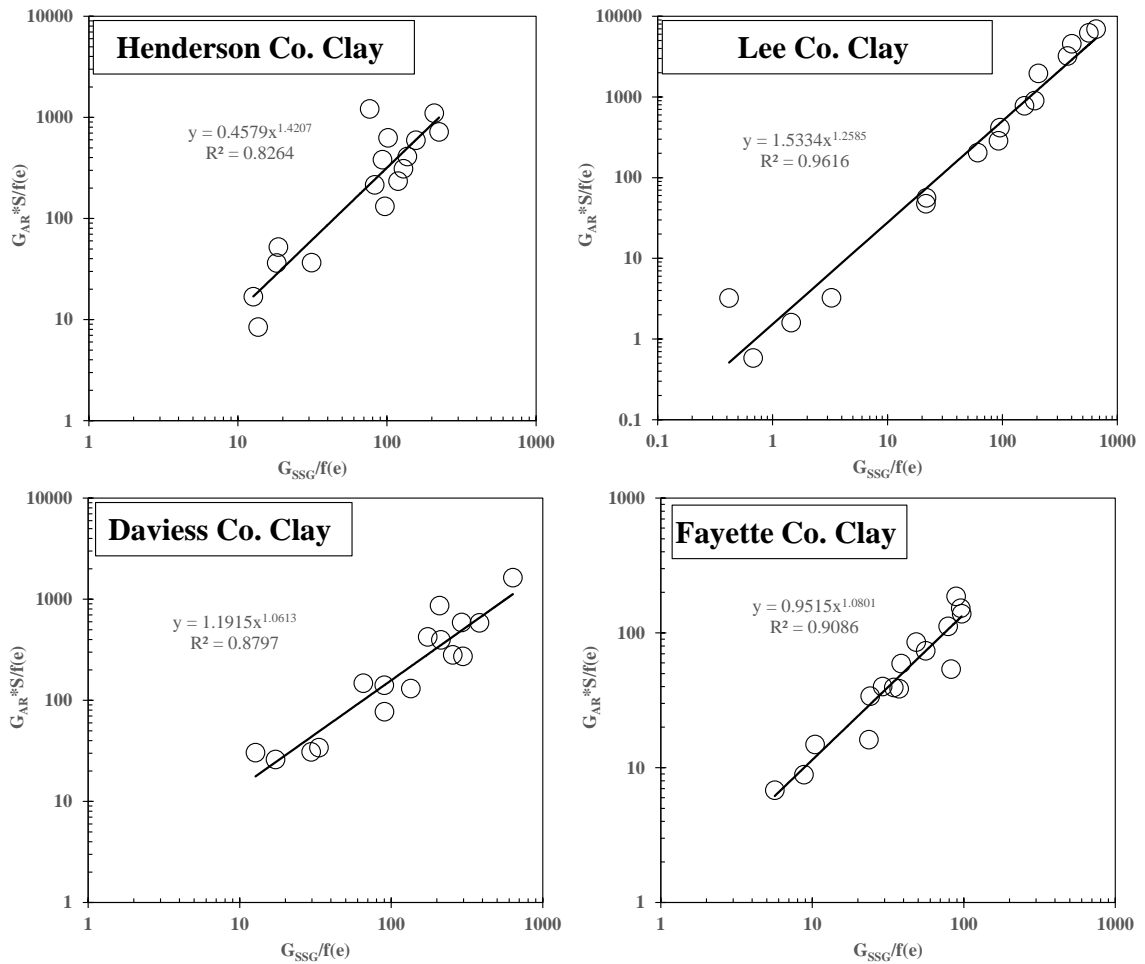 Henderson Co. Clay
10000
1000
100
10
1
G_AR*S/f(e)
y = 0.4579x^1.4207
R² = 0.8264
1 10 100 1000
G_SSG/f(e)
Lee Co. Clay
10000
1000
100
10
1
0.1
G_AR*S/f(e)
y = 1.5334x^1.2585
R² = 0.9616
0.1 1 10 100 1000
G_SSG/f(e)
Daviess Co. Clay
10000
1000
100
10
1
G_AR*S/f(e)
y = 1.1915x^1.0613
R² = 0.8797
1 10 100 1000
G_SSG/f(e)
Fayette Co. Clay
1000
100
10
1
G_AR*S/f(e)
y = 0.9515x^1.0801
R² = 0.9086
1 10 100 1000
G_SSG/f(e)